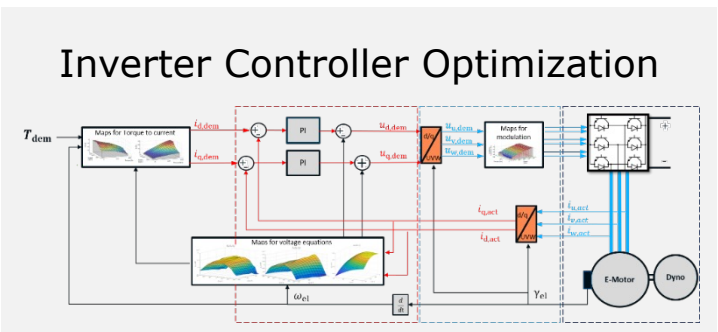 Inverter Controller Optimization
T_dem
Maps for Torque to current
i_d,dem
i_q,dem
PI
PI
u_d,dem
u_q,dem
d/q
UVW
u_u,dem
u_v,dem
u_w,dem
Maps for
modulation
+
-
i_q,act
i_d,act
d/q
UVW
i_u,act
i_v,act
i_w,act
Maps for voltage equations
ω_el
d
dt
γ_el
E-Motor
Dyno